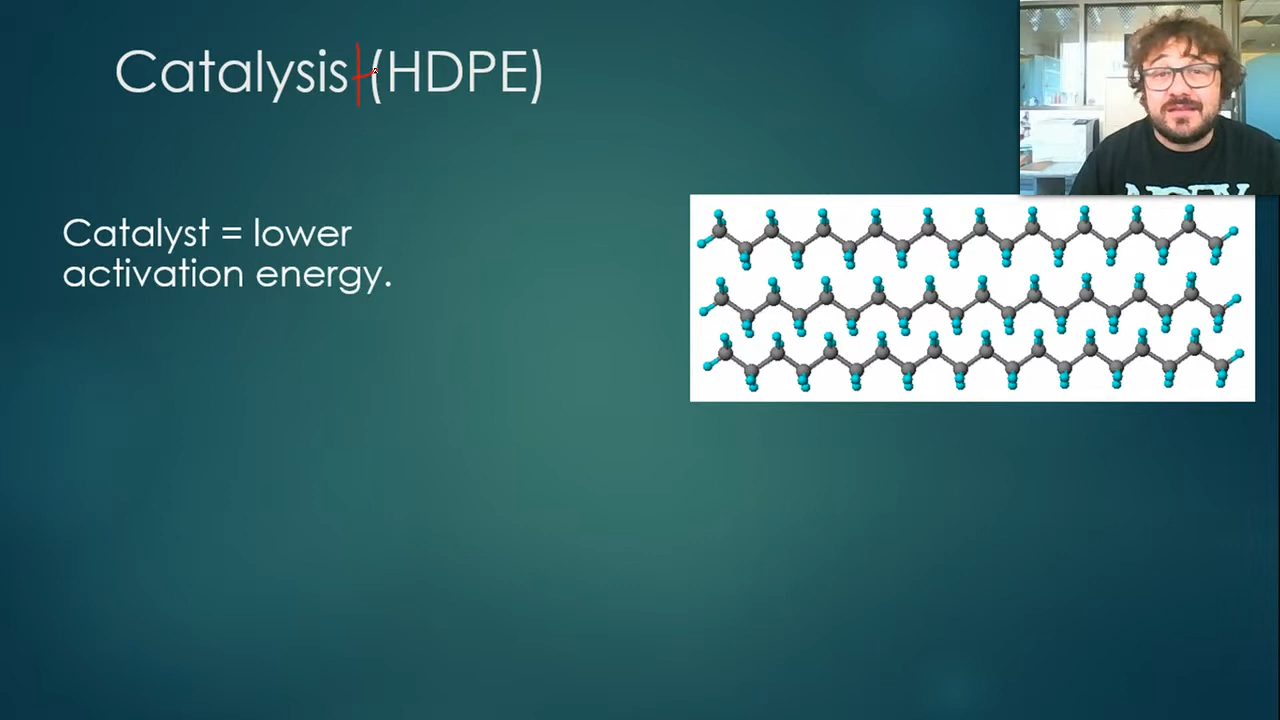 Catalysis (HDPE)
Catalyst = lower
activation energy.